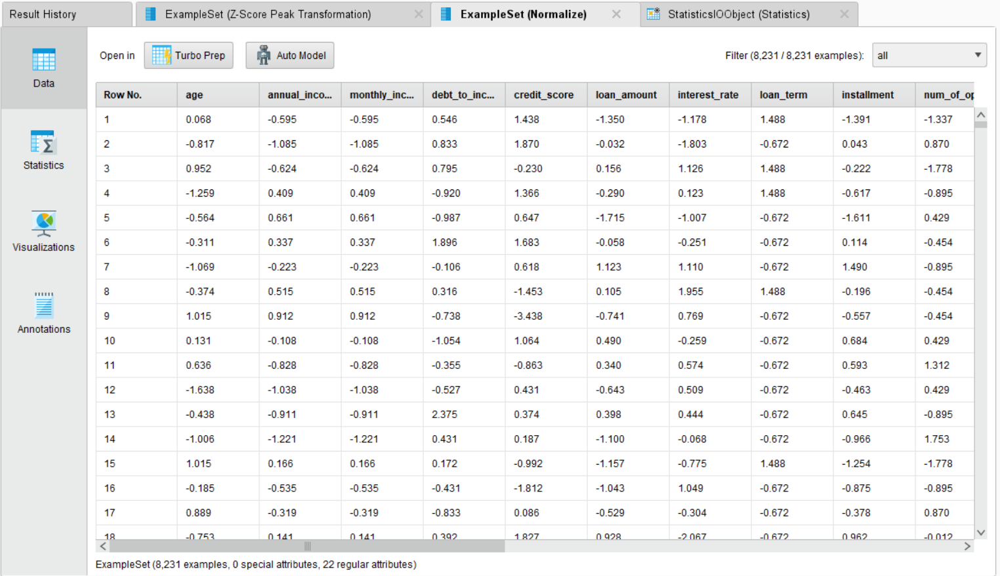 Result History
ExampleSet (Z-Score Peak Transformation)
ExampleSet (Normalize)
StatisticsIOObject (Statistics)
Data
Statistics
Visualizations
Annotations
Open in Turbo Prep Auto Model Filter (8,231 / 8,231 examples): all
Row No. age annual_inco... monthly_inc... debt_to_inc... credit_score loan_amount interest_rate loan_term installment num_of_op
1 0.068 -0.595 -0.595 0.546 1.438 -1.350 -1.178 1.488 -1.391 -1.337
2 -0.817 -1.085 -1.085 0.833 1.870 -0.032 -1.803 -0.672 0.043 0.870
3 0.952 -0.624 -0.624 0.795 -0.230 0.156 1.126 1.488 -0.222 -1.778
4 -1.259 0.409 0.409 -0.920 1.366 -0.290 0.123 1.488 -0.617 -0.895
5 -0.564 0.661 0.661 -0.987 0.647 -1.715 -1.007 -0.672 -1.611 0.429
6 -0.311 0.337 0.337 1.896 1.683 -0.058 -0.251 -0.672 0.114 -0.454
7 -1.069 -0.223 -0.223 -0.106 0.618 1.123 1.110 -0.672 1.490 -0.895
8 -0.374 0.515 0.515 0.316 -1.453 0.105 1.955 1.488 -0.196 -0.454
9 1.015 0.912 0.912 -0.738 -3.438 -0.741 0.769 -0.672 -0.557 -0.454
10 0.131 -0.108 -0.108 -1.054 1.064 0.490 -0.259 -0.672 0.684 0.429
11 0.636 -0.828 -0.828 -0.355 -0.863 0.340 0.574 -0.672 0.593 1.312
12 -1.638 -1.038 -1.038 -0.527 0.431 -0.643 0.509 -0.672 -0.463 0.429
13 -0.438 -0.911 -0.911 2.375 0.374 0.398 0.444 -0.672 0.645 -0.895
14 -1.006 -1.221 -1.221 0.431 0.187 -1.100 -0.068 -0.672 -0.966 1.753
15 1.015 0.166 0.166 0.172 -0.992 -1.157 -0.775 1.488 -1.254 -1.778
16 -0.185 -0.535 -0.535 -0.431 -1.812 -1.043 1.049 -0.672 -0.875 -0.895
17 0.889 -0.319 -0.319 -0.833 0.086 -0.529 -0.304 -0.672 -0.378 0.870
18 -0.753 0.141 0.141 0.392 1.827 0.928 -2.067 -0.672 0.962 -0.012
ExampleSet (8,231 examples, 0 special attributes, 22 regular attributes)